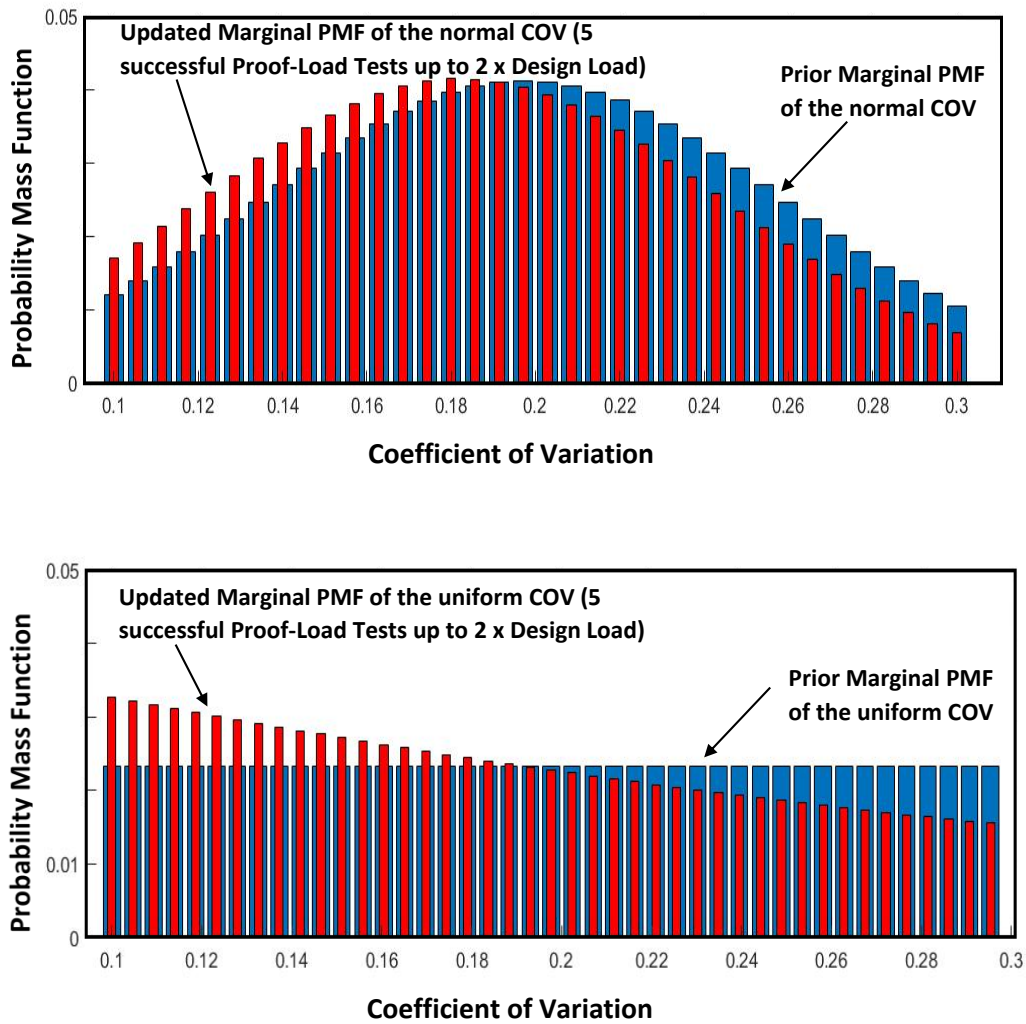 0.05
Updated Marginal PMF of the normal COV (5
successful Proof-Load Tests up to 2 x Design Load)
Prior Marginal PMF
of the normal COV
Probability Mass Function
0
0.1 0.12 0.14 0.16 0.18 0.2 0.22 0.24 0.26 0.28 0.3
Coefficient of Variation
0.05
Updated Marginal PMF of the uniform COV (5
successful Proof-Load Tests up to 2 x Design Load)
Prior Marginal PMF
of the uniform COV
Probability Mass Function
0.01
0
0.1 0.12 0.14 0.16 0.18 0.2 0.22 0.24 0.26 0.28 0.3
Coefficient of Variation